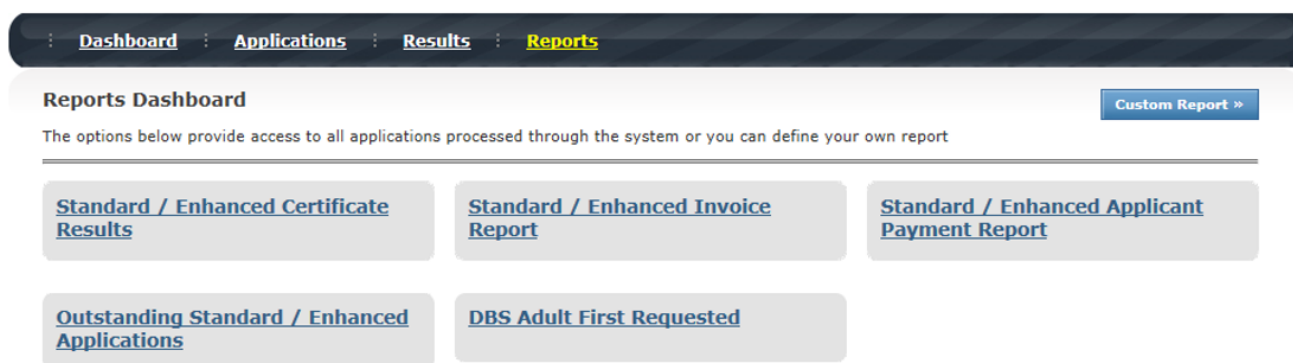 Dashboard Applications Results Reports
Reports Dashboard
Custom Report »
The options below provide access to all applications processed through the system or you can define your own report
Standard / Enhanced Certificate
Results
Standard / Enhanced Invoice
Report
Standard / Enhanced Applicant
Payment Report
Outstanding Standard / Enhanced
Applications
DBS Adult First Requested